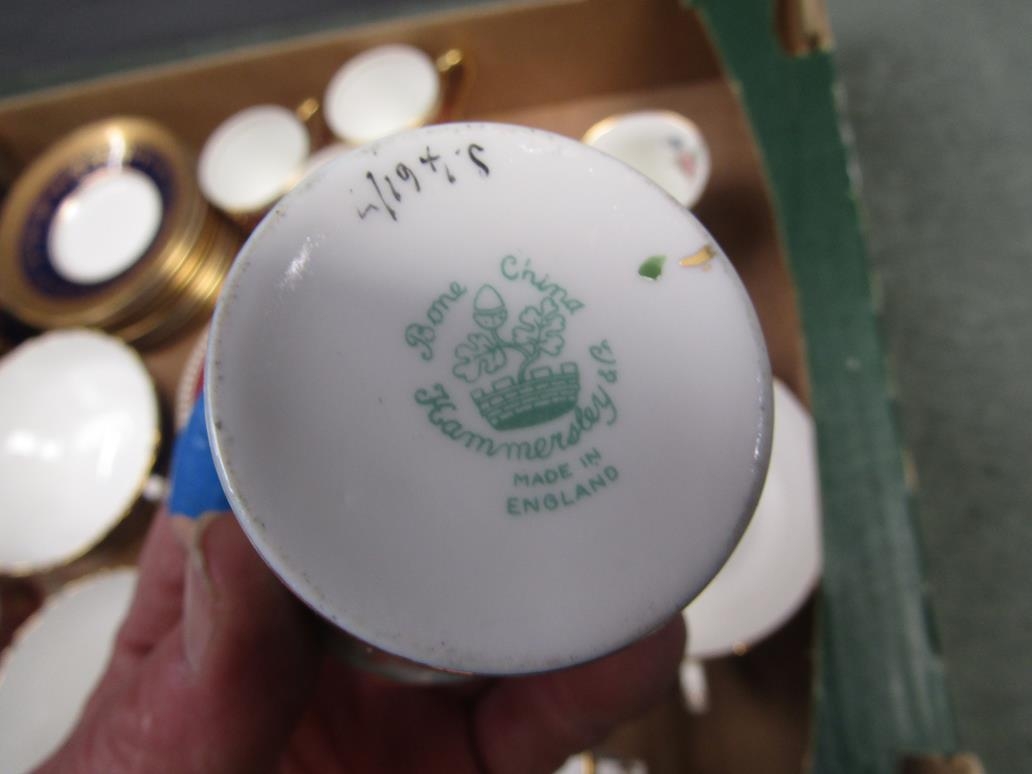 Bone China
Hammersley & Co
MADE IN
ENGLAND